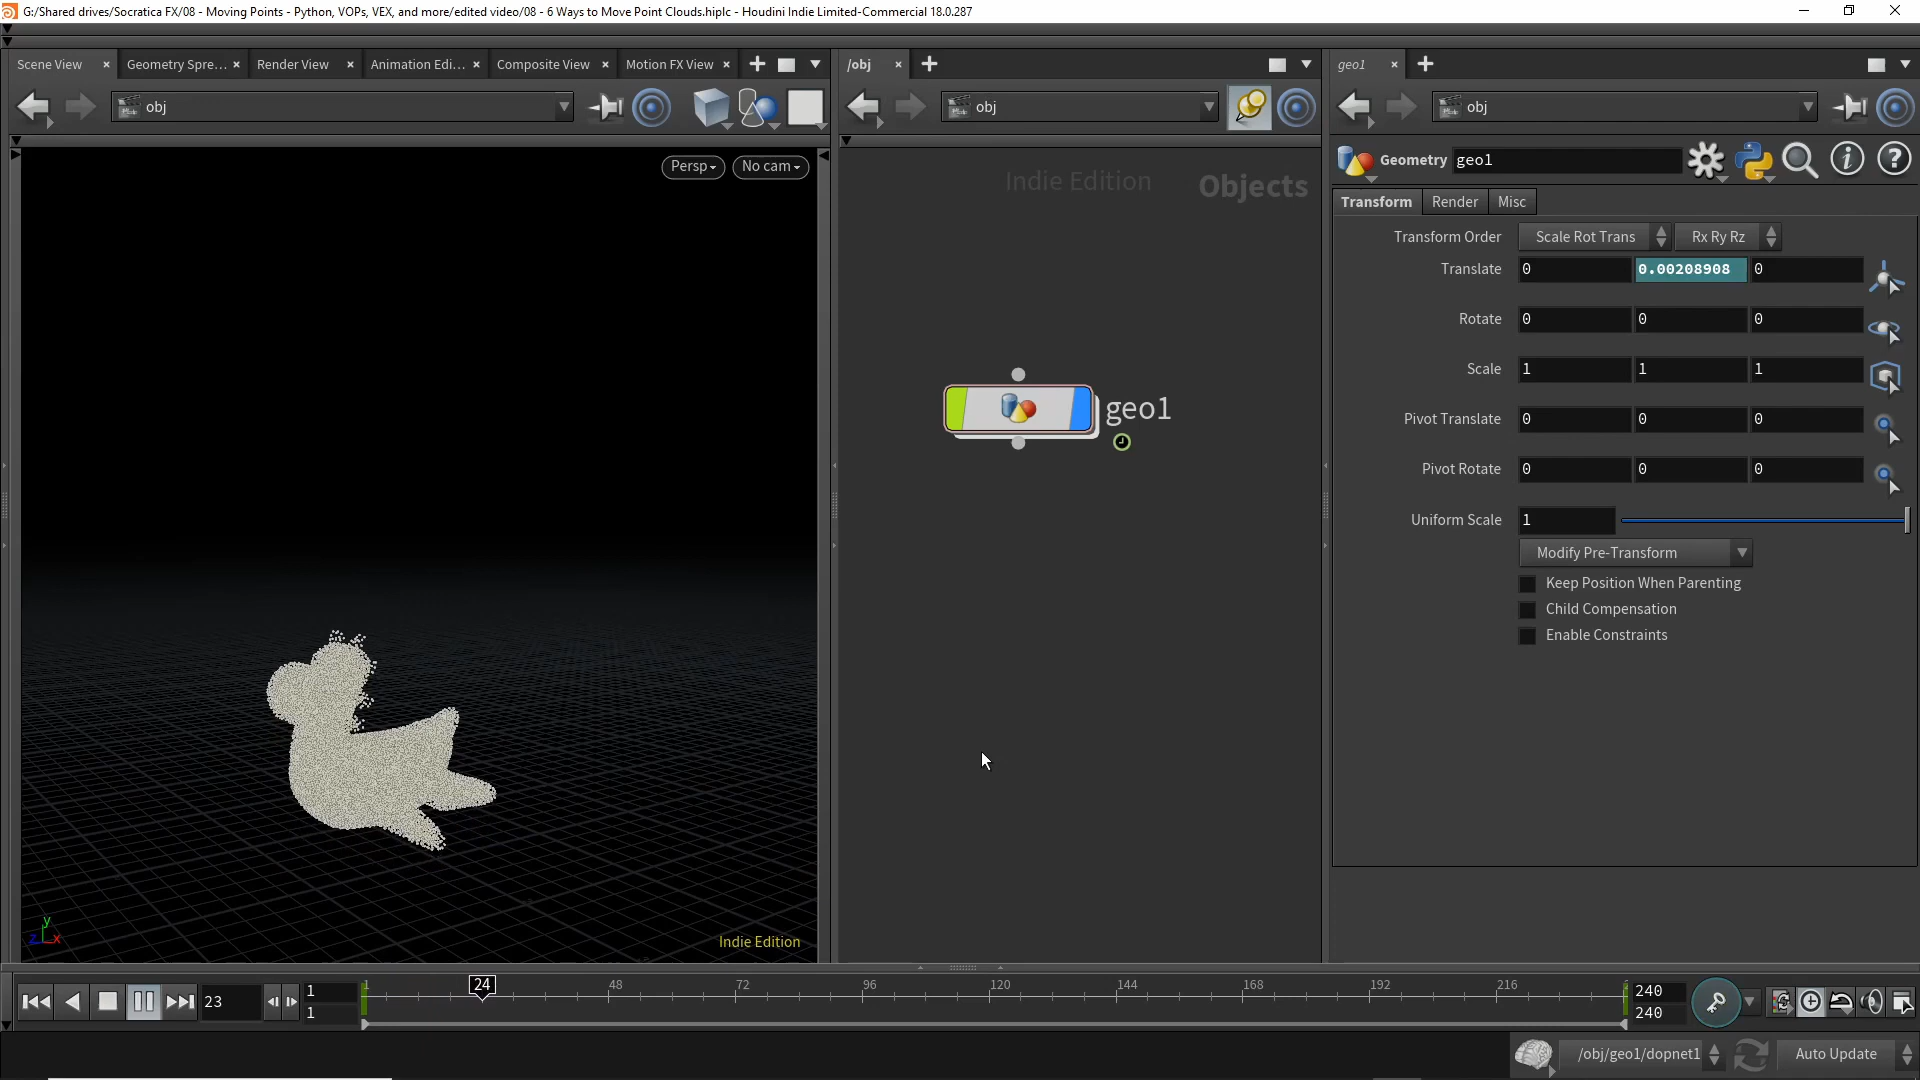 G:/Shared drives/Socratica FX/08 - Moving Points - Python, VOPs, VEX, and more/edited video/08 - 6 Ways to Move Point Clouds.hiplc - Houdini Indie Limited-Commercial 18.0.287
Scene View × Geometry Spre... × Render View × Animation Edi... × Composite View × Motion FX View ×
/obj ×
geo1 ×
obj
obj
obj
Persp
No cam
Indie Edition
Objects
Geometry
geo1
Transform Render Misc
Transform Order Scale Rot Trans Rx Ry Rz
Translate 0 0.00208908 0
Rotate 0 0 0
Scale 1 1 1
Pivot Translate 0 0 0
Pivot Rotate 0 0 0
Uniform Scale 1
Modify Pre-Transform
Keep Position When Parenting
Child Compensation
Enable Constraints
geo1
y
z x
Indie Edition
23
1
1
1 24 48 72 96 120 144 168 192 216
240
240
/obj/geo1/dopnet1
Auto Update